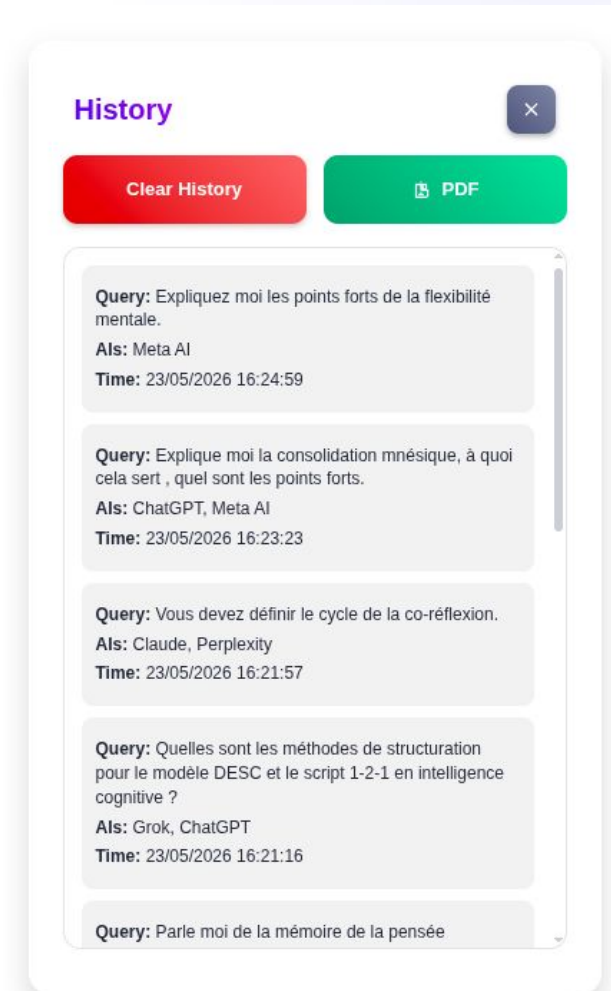 History
×
Clear History
PDF
Query: Expliquez moi les points forts de la flexibilité
mentale.
AIs: Meta AI
Time: 23/05/2026 16:24:59
Query: Explique moi la consolidation mnésique, à quoi
cela sert , quel sont les points forts.
AIs: ChatGPT, Meta AI
Time: 23/05/2026 16:23:23
Query: Vous devez définir le cycle de la co-réflexion.
AIs: Claude, Perplexity
Time: 23/05/2026 16:21:57
Query: Quelles sont les méthodes de structuration
pour le modèle DESC et le script 1-2-1 en intelligence
cognitive ?
AIs: Grok, ChatGPT
Time: 23/05/2026 16:21:16
Query: Parle moi de la mémoire de la pensée